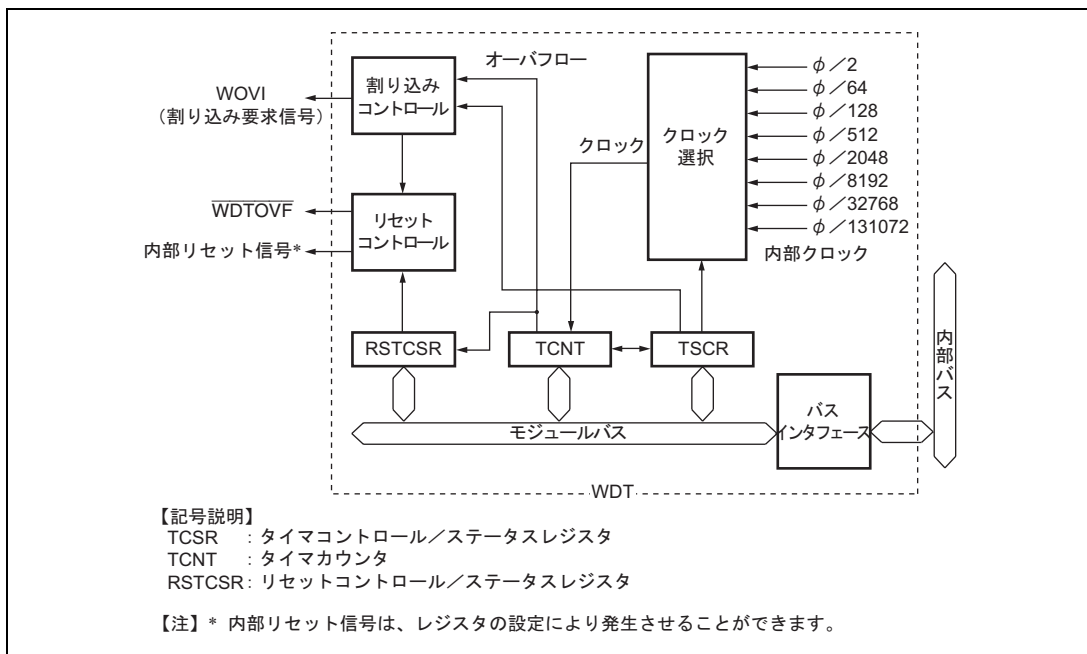 オーバフロー
割り込み
コントロール
WOVI
（割り込み要求信号）
クロック
クロック
選択
φ／2
φ／64
φ／128
φ／512
φ／2048
φ／8192
φ／32768
φ／131072
内部クロック
WDTOVF
内部リセット信号*
リセット
コントロール
RSTCSR
TCNT
TSCR
モジュールバス
バス
インタフェース
内部バス
WDT
【記号説明】
TCSR ：タイマコントロール／ステータスレジスタ
TCNT ：タイマカウンタ
RSTCSR：リセットコントロール／ステータスレジスタ
【注】* 内部リセット信号は、レジスタの設定により発生させることができます。